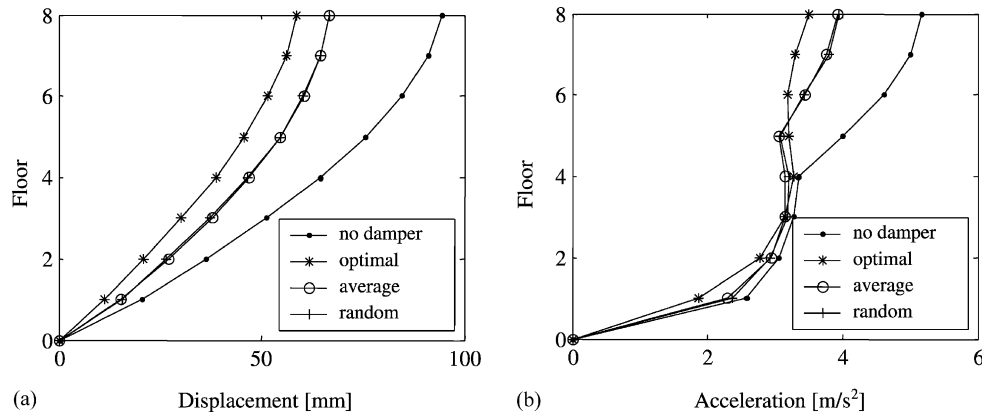 8
6
4
2
0
Floor
no damper
optimal
average
random
0
50
100
(a) Displacement [mm]
8
6
4
2
0
Floor
no damper
optimal
average
random
0
2
4
6
(b) Acceleration [m/s²]